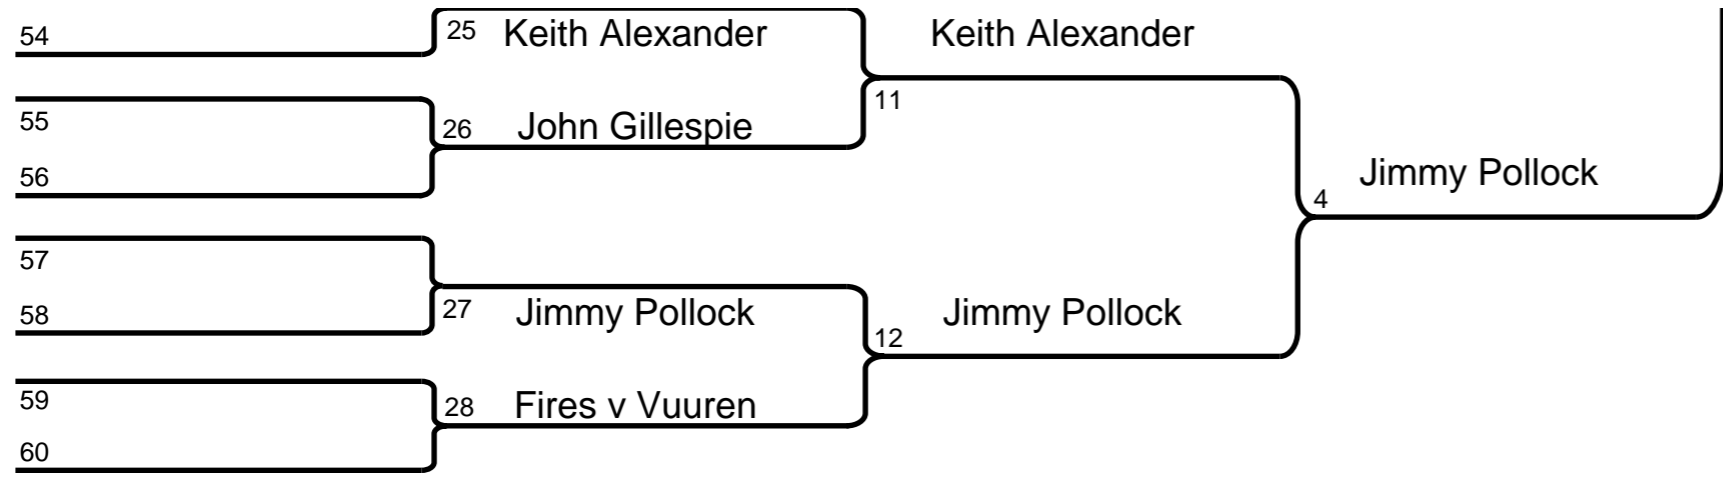 54
25 Keith Alexander
Keith Alexander
55
11
26 John Gillespie
56
Jimmy Pollock
4
57
58
27 Jimmy Pollock
Jimmy Pollock
12
59
28 Fires v Vuuren
60